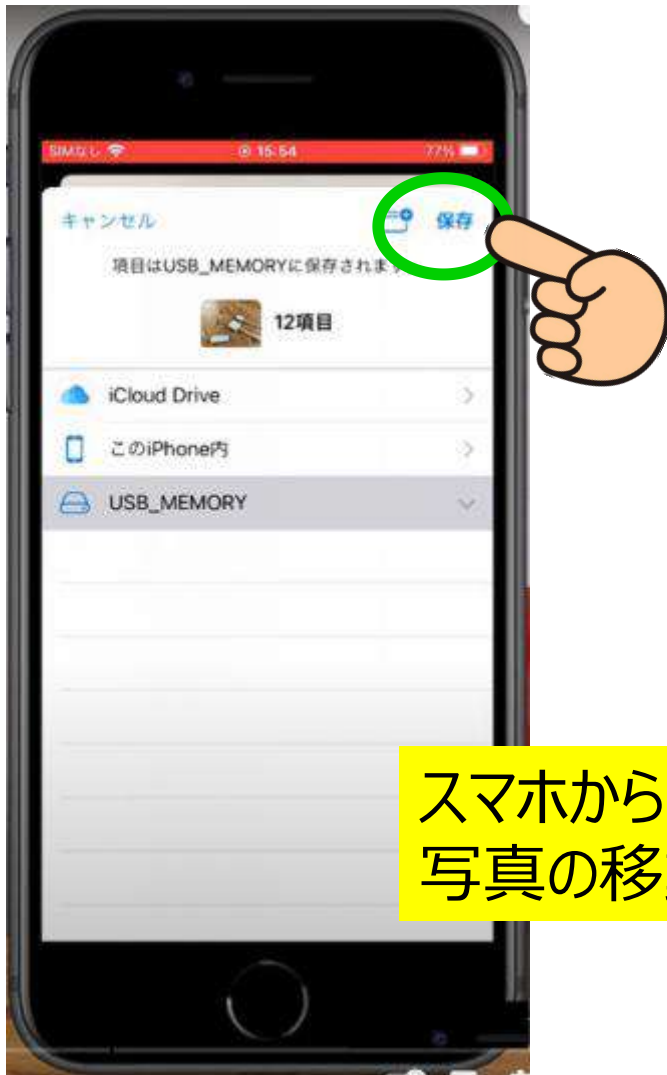 SIMなし 15:54 77%
キャンセル 保存
項目はUSB_MEMORYに保存されます
12項目
iCloud Drive
このiPhone内
USB_MEMORY
スマホから
写真の移